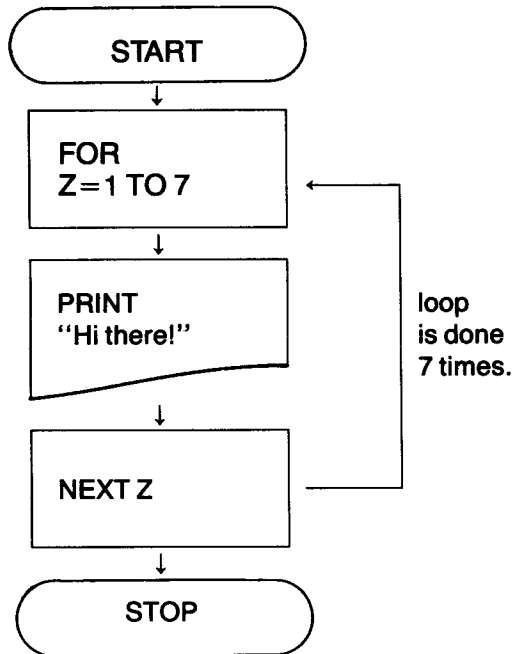 START
FOR
Z=1 TO 7
PRINT
“Hi there!”
loop
is done
7 times.
NEXT Z
STOP